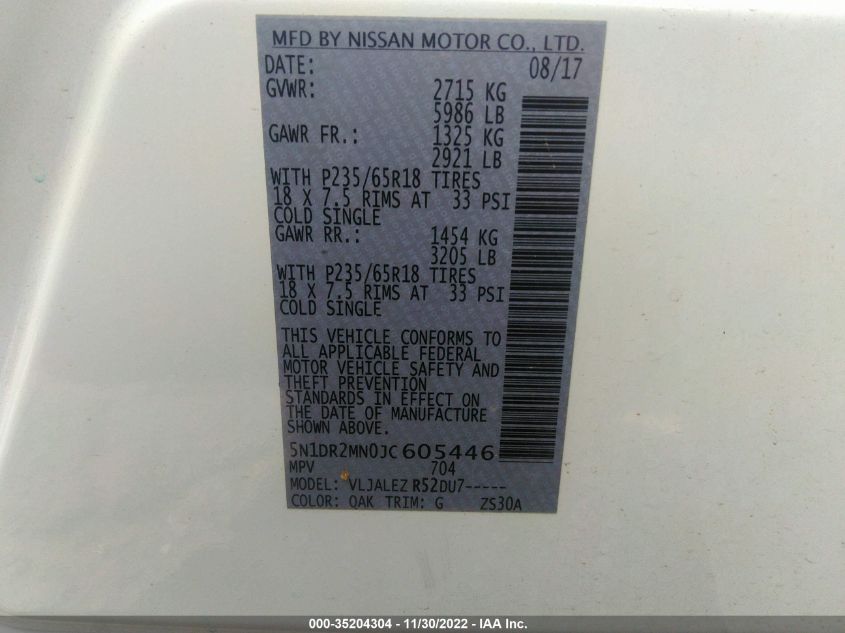 MFD BY NISSAN MOTOR CO., LTD.
DATE: 08/17
GVWR: 2715 KG
5986 LB
GAWR FR.: 1325 KG
2921 LB
WITH P235/65R18 TIRES
18 X 7.5 RIMS AT 33 PSI
COLD SINGLE
GAWR RR.: 1454 KG
3205 LB
WITH P235/65R18 TIRES
18 X 7.5 RIMS AT 33 PSI
COLD SINGLE
THIS VEHICLE CONFORMS TO
ALL APPLICABLE FEDERAL
MOTOR VEHICLE SAFETY AND
THEFT PREVENTION
STANDARDS IN EFFECT ON
THE DATE OF MANUFACTURE
SHOWN ABOVE.
5N1DR2MN0JC605446
MPV 704
MODEL: VLJALEZ R52DU7-----
COLOR: QAK TRIM: G ZS30A
000-35204304 - 11/30/2022 - IAA Inc.